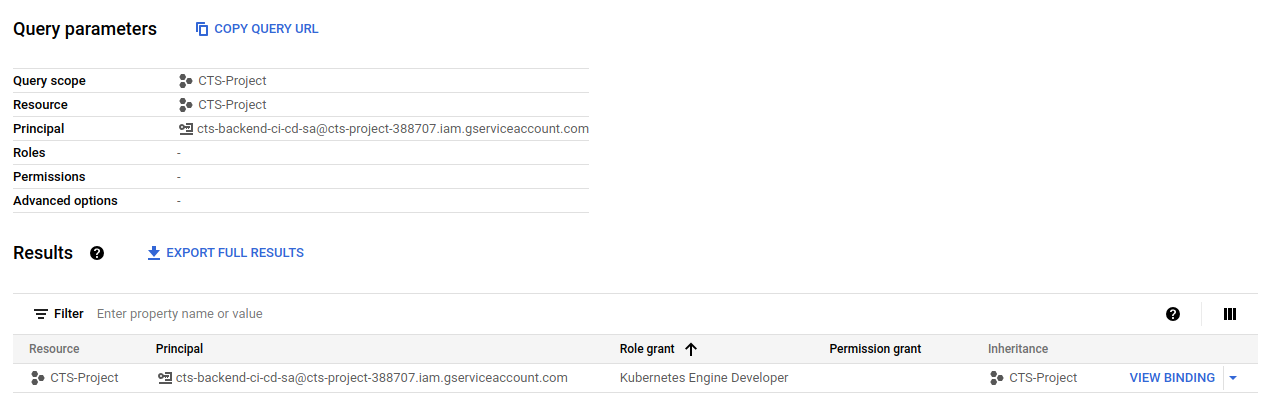 Query parameters COPY QUERY URL
Query scope CTS-Project
Resource CTS-Project
Principal cts-backend-ci-cd-sa@cts-project-388707.iam.gserviceaccount.com
Roles -
Permissions -
Advanced options -
Results ? EXPORT FULL RESULTS
Filter Enter property name or value ?
Resource Principal Role grant Permission grant Inheritance
CTS-Project cts-backend-ci-cd-sa@cts-project-388707.iam.gserviceaccount.com Kubernetes Engine Developer CTS-Project VIEW BINDING